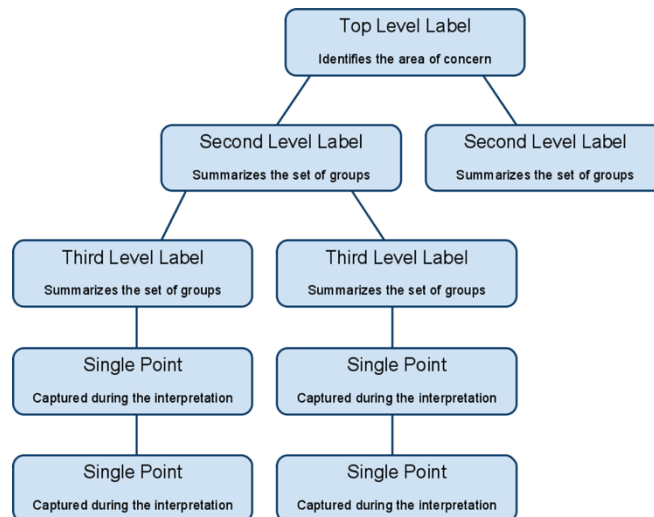 Top Level Label
Identifies the area of concern
Second Level Label
Summarizes the set of groups
Second Level Label
Summarizes the set of groups
Third Level Label
Summarizes the set of groups
Third Level Label
Summarizes the set of groups
Single Point
Captured during the interpretation
Single Point
Captured during the interpretation
Single Point
Captured during the interpretation
Single Point
Captured during the interpretation